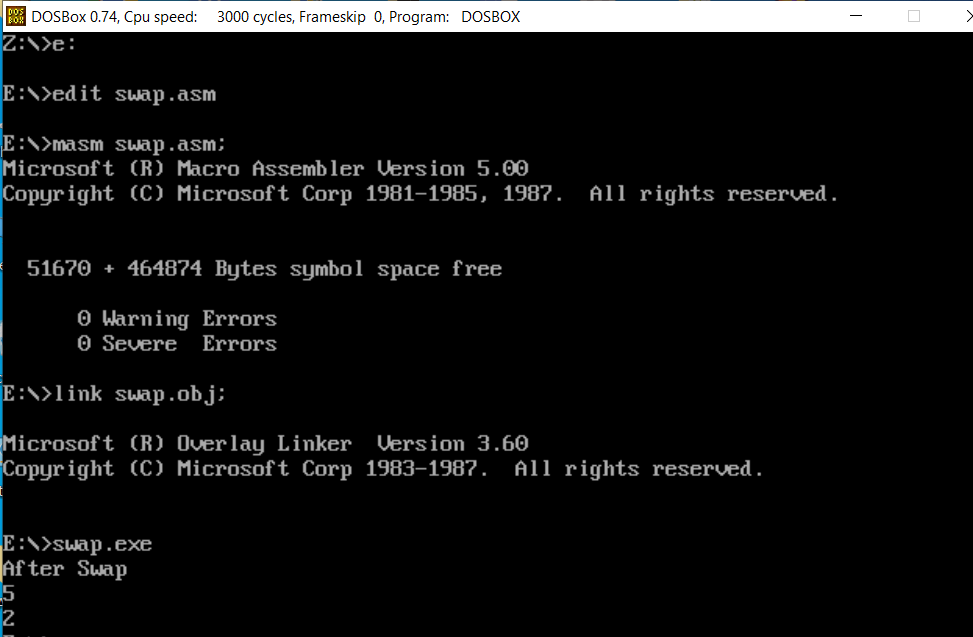 DOSBox 0.74, Cpu speed: 3000 cycles, Frameskip 0, Program: DOSBOX
Z:\>e:
E:\>edit swap.asm
E:\>masm swap.asm;
Microsoft (R) Macro Assembler Version 5.00
Copyright (C) Microsoft Corp 1981-1985, 1987.  All rights reserved.
51670 + 464874 Bytes symbol space free
0 Warning Errors
0 Severe  Errors
E:\>link swap.obj;
Microsoft (R) Overlay Linker  Version 3.60
Copyright (C) Microsoft Corp 1983-1987.  All rights reserved.
E:\>swap.exe
After Swap
5
2